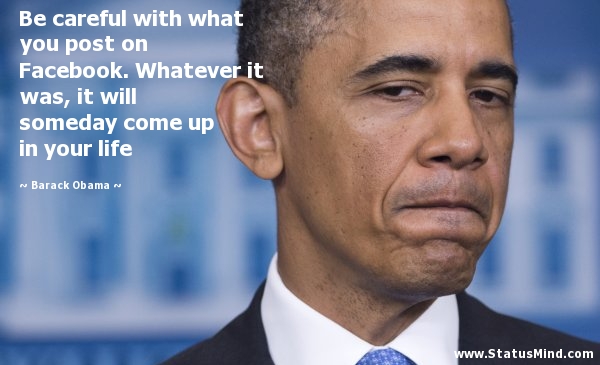 Be careful with what
you post on
Facebook. Whatever it
was, it will
someday come up
in your life
~ Barack Obama ~
www.StatusMind.com